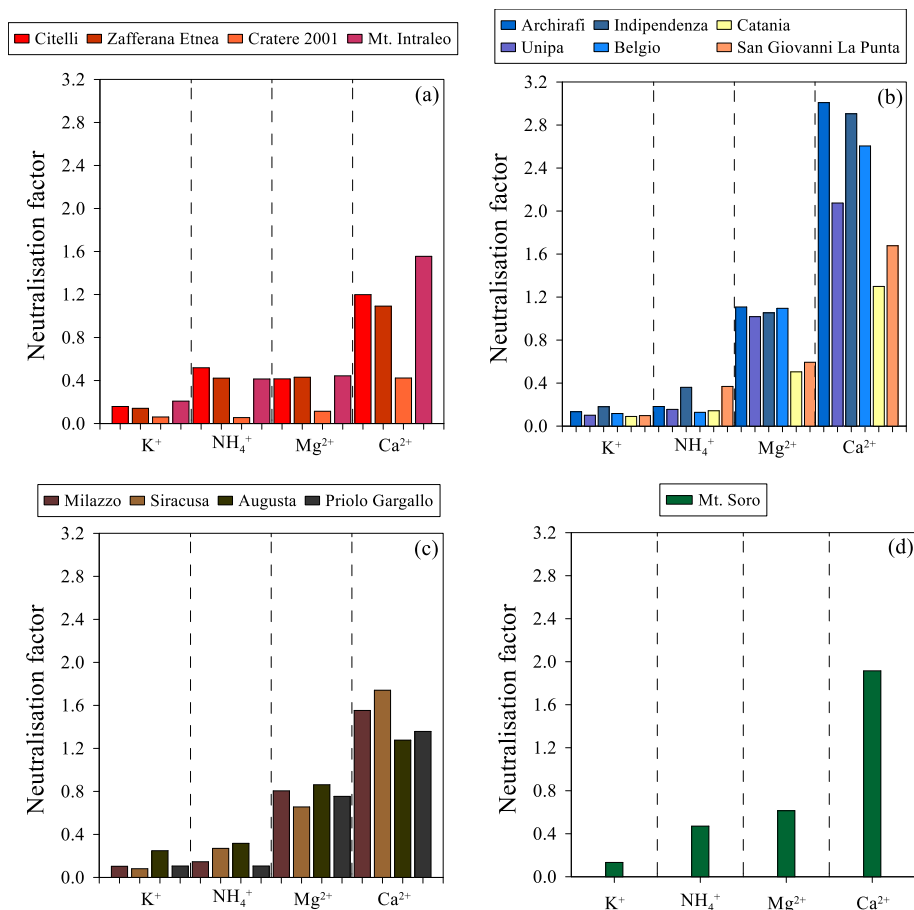 Citelli Zafferana Etnea Cratere 2001 Mt. Intraleo
(a)
Neutralisation factor
3.2
2.8
2.4
2.0
1.6
1.2
0.8
0.4
0.0
K⁺ NH₄⁺ Mg²⁺ Ca²⁺
Archirafi Indipendenza Catania
Unipa Belgio San Giovanni La Punta
(b)
Neutralisation factor
3.2
2.8
2.4
2.0
1.6
1.2
0.8
0.4
0.0
K⁺ NH₄⁺ Mg²⁺ Ca²⁺
Milazzo Siracusa Augusta Priolo Gargallo
(c)
Neutralisation factor
3.2
2.8
2.4
2.0
1.6
1.2
0.8
0.4
0.0
K⁺ NH₄⁺ Mg²⁺ Ca²⁺
Mt. Soro
(d)
Neutralisation factor
3.2
2.8
2.4
2.0
1.6
1.2
0.8
0.4
0.0
K⁺ NH₄⁺ Mg²⁺ Ca²⁺